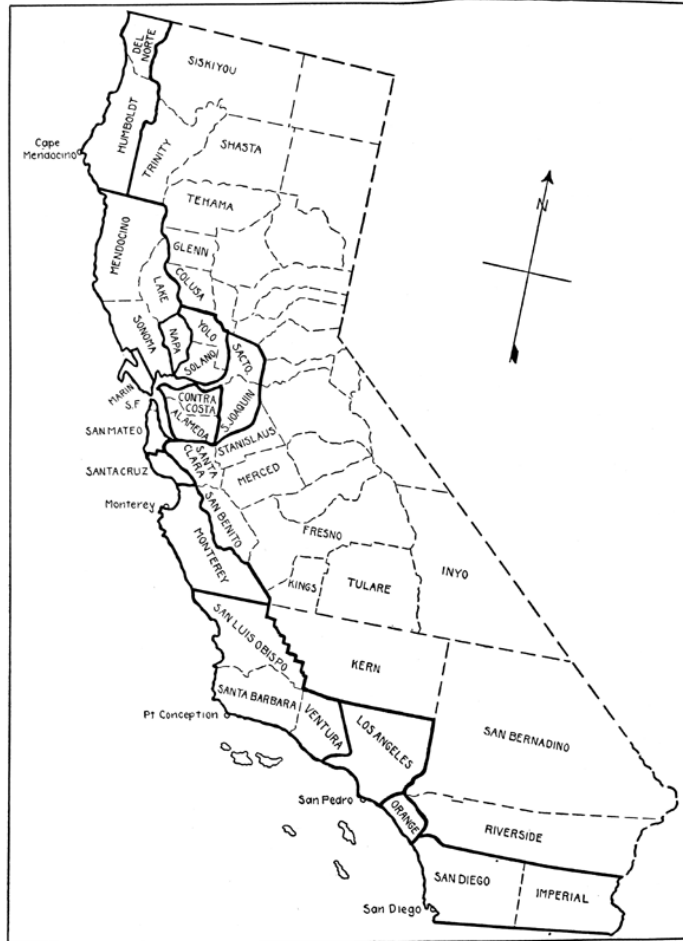 DEL NORTE
SISKIYOU
HUMBOLDT
Cape
Mendocino
TRINITY
SHASTA
TEHAMA
N
MENDOCINO
GLENN
COLUSA
LAKE
SONOMA
NAPA
YOLO
SOLANO
SACTO.
MARIN
S.F
CONTRA
COSTA
ALAMEDA
S.JOAQUIN
SAN MATEO
STANISLAUS
SANTA
CLARA
MERCED
SANTA CRUZ
SAN BENITO
Monterey
FRESNO
MONTEREY
INYO
KINGS
TULARE
SAN LUIS OBISPO
KERN
SANTA BARBARA
Pt Conception
VENTURA
LOS ANGELES
SAN BERNADINO
San Pedro
ORANGE
RIVERSIDE
SAN DIEGO
IMPERIAL
San Diego